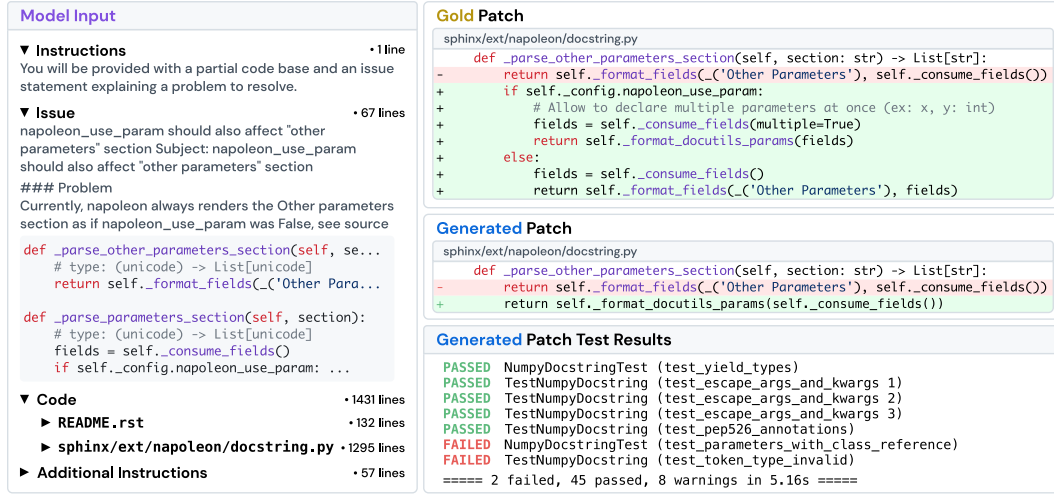 Model Input
▼ Instructions • 1 line
You will be provided with a partial code base and an issue
statement explaining a problem to resolve.
▼ Issue • 67 lines
napoleon_use_param should also affect "other
parameters" section Subject: napoleon_use_param
should also affect "other parameters" section
### Problem
Currently, napoleon always renders the Other parameters
section as if napoleon_use_param was False, see source
def _parse_other_parameters_section(self, se...
    # type: (unicode) -> List[unicode]
    return self._format_fields(_('Other Para...
def _parse_parameters_section(self, section):
    # type: (unicode) -> List[unicode]
    fields = self._consume_fields()
    if self._config.napoleon_use_param: ...
▼ Code • 1431 lines
► README.rst • 132 lines
► sphinx/ext/napoleon/docstring.py • 1295 lines
► Additional Instructions • 57 lines
Gold Patch
sphinx/ext/napoleon/docstring.py
    def _parse_other_parameters_section(self, section: str) -> List[str]:
-       return self._format_fields(_('Other Parameters'), self._consume_fields())
+       if self._config.napoleon_use_param:
+           # Allow to declare multiple parameters at once (ex: x, y: int)
+           fields = self._consume_fields(multiple=True)
+           return self._format_docutils_params(fields)
+       else:
+           fields = self._consume_fields()
+           return self._format_fields(_('Other Parameters'), fields)
Generated Patch
sphinx/ext/napoleon/docstring.py
    def _parse_other_parameters_section(self, section: str) -> List[str]:
-       return self._format_fields(_('Other Parameters'), self._consume_fields())
+       return self._format_docutils_params(self._consume_fields())
Generated Patch Test Results
PASSED NumpyDocstringTest (test_yield_types)
PASSED TestNumpyDocstring (test_escape_args_and_kwargs 1)
PASSED TestNumpyDocstring (test_escape_args_and_kwargs 2)
PASSED TestNumpyDocstring (test_escape_args_and_kwargs 3)
PASSED TestNumpyDocstring (test_pep526_annotations)
FAILED NumpyDocstringTest (test_parameters_with_class_reference)
FAILED TestNumpyDocstring (test_token_type_invalid)
===== 2 failed, 45 passed, 8 warnings in 5.16s =====